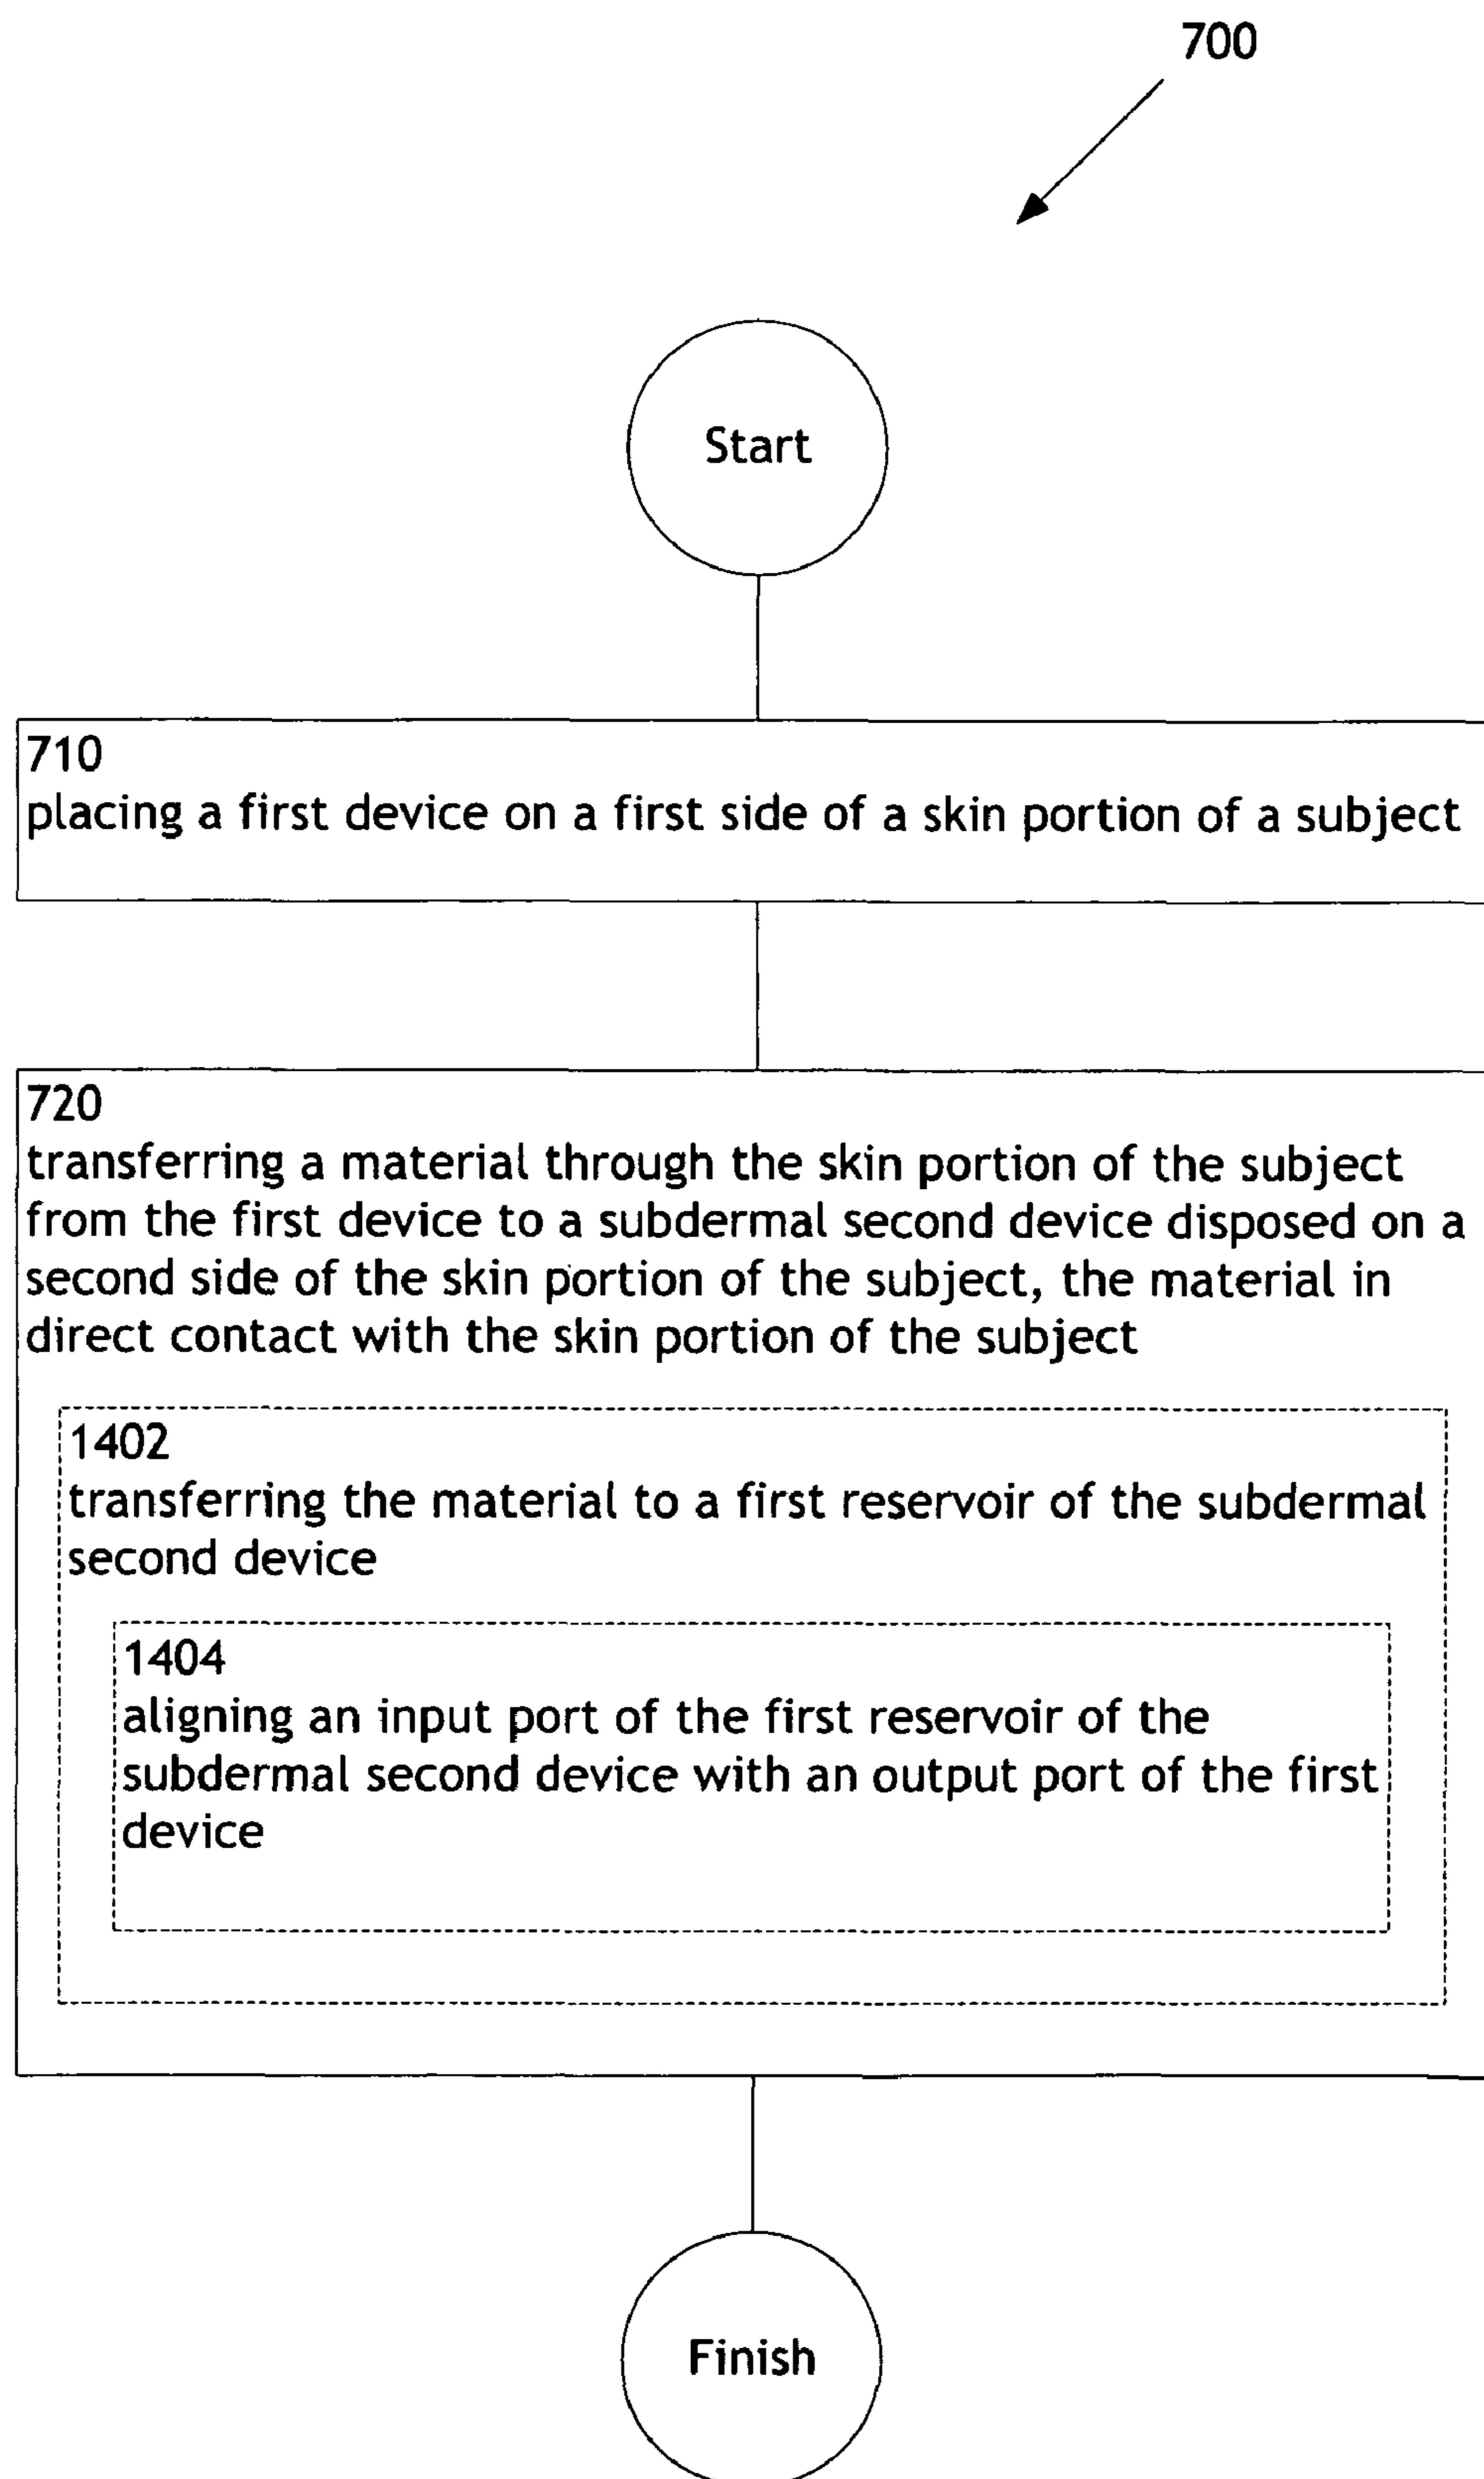 700
Start
710
placing a first device on a first side of a skin portion of a subject
720
transferring a material through the skin portion of the subject
from the first device to a subdermal second device disposed on a
second side of the skin portion of the subject, the material in
direct contact with the skin portion of the subject
1402
transferring the material to a first reservoir of the subdermal
second device
1404
aligning an input port of the first reservoir of the
subdermal second device with an output port of the first
device
Finish